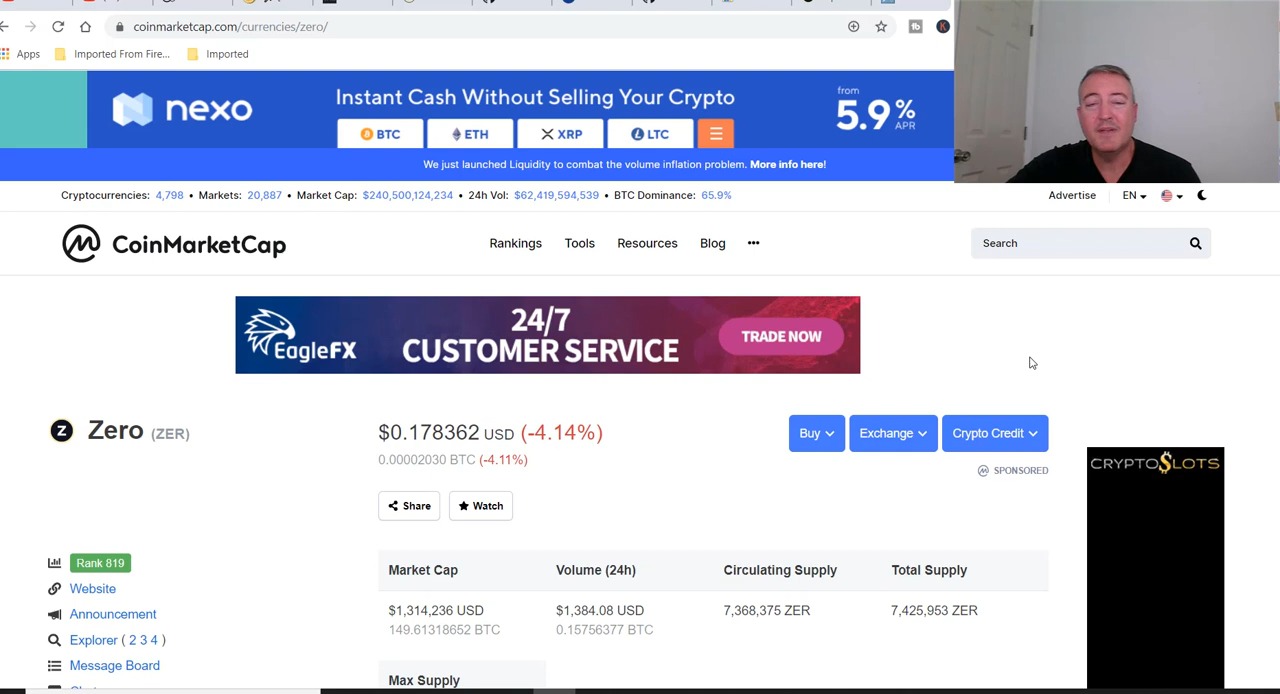 coinmarketcap.com/currencies/zero/
Apps Imported From Fire... Imported
nexo
Instant Cash Without Selling Your Crypto
BTC ETH XRP LTC
from
5.9% APR
We just launched Liquidity to combat the volume inflation problem. More info here!
Cryptocurrencies: 4,798 • Markets: 20,887 • Market Cap: $240,500,124,234 • 24h Vol: $62,419,594,539 • BTC Dominance: 65.9%
Advertise EN
CoinMarketCap
Rankings Tools Resources Blog •••
Search
EagleFX
24/7
CUSTOMER SERVICE
TRADE NOW
Z
Zero (ZER)
$0.178362 USD (-4.14%)
0.00002030 BTC (-4.11%)
Buy Exchange Crypto Credit
SPONSORED
CRYPTO$LOTS
Share Watch
Rank 819
Website
Announcement
Explorer ( 2 3 4 )
Message Board
Market Cap Volume (24h) Circulating Supply Total Supply
$1,314,236 USD $1,384.08 USD 7,368,375 ZER 7,425,953 ZER
149.61318652 BTC 0.15756377 BTC
Max Supply